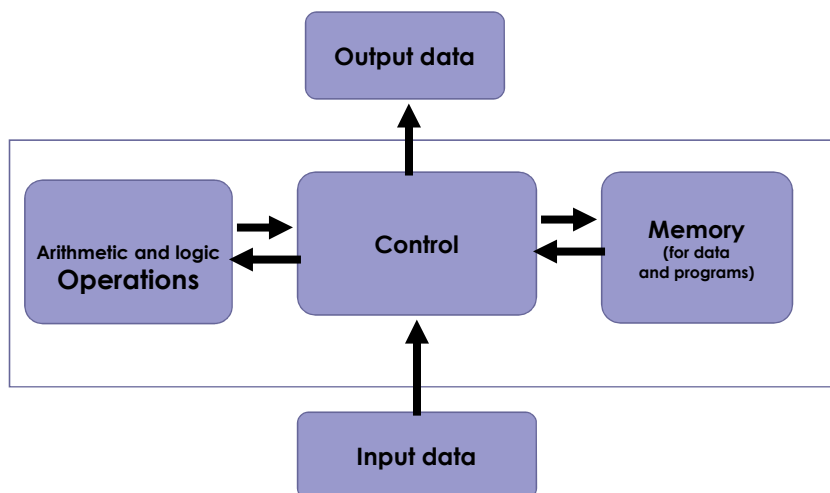 Output data
Arithmetic and logic
Operations
Control
Memory
(for data
and programs)
Input data